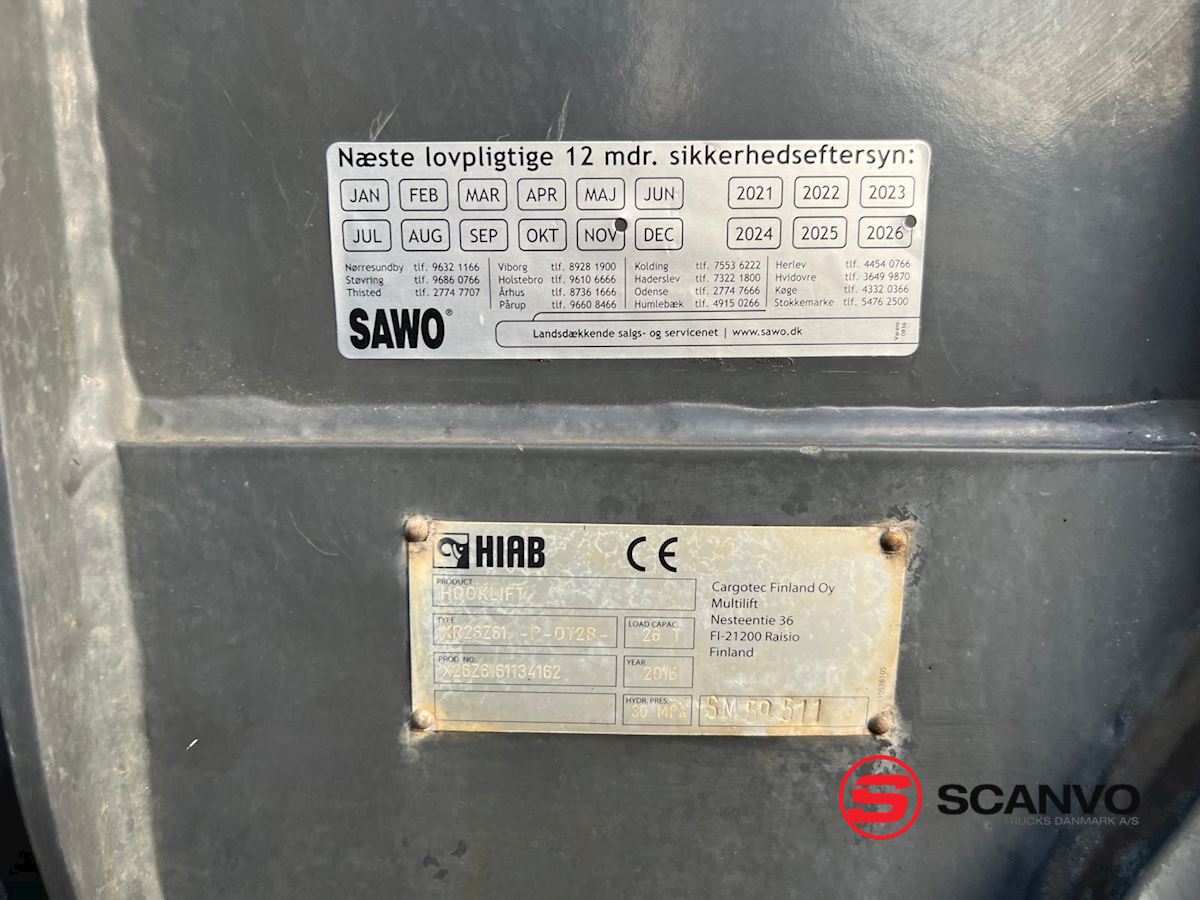 Næste lovpligtige 12 mdr. sikkerhedseftersyn:
JAN FEB MAR APR MAJ JUN 2021 2022 2023
JUL AUG SEP OKT NOV DEC 2024 2025 2026
Nørresundby tlf. 9632 1166
Støvring tlf. 9686 0766
Thisted tlf. 2774 7707
Viborg tlf. 8928 1900
Holstebro tlf. 9610 6666
Århus tlf. 8736 1666
Pårup tlf. 9660 8466
Kolding tlf. 7553 6222
Haderslev tlf. 7322 1800
Odense tlf. 2774 7666
Humlebæk tlf. 4915 0266
Herlev tlf. 4454 0766
Hvidovre tlf. 3649 9870
Køge tlf. 4332 0366
Stokkemarke tlf. 5476 2500
SAWO®
Landsdækkende salgs- og servicenet | www.sawo.dk
HIAB CE
PRODUCT
HOOKLIFT
TYPE
LOAD CAPAC.
26 T
PROD NO.
YEAR
2016
HYDR. PRES.
30 MPa
SM 59 511
Cargotec Finland Oy
Multilift
Nesteentie 36
FI-21200 Raisio
Finland
S SCANVO
TRUCKS DANMARK A/S